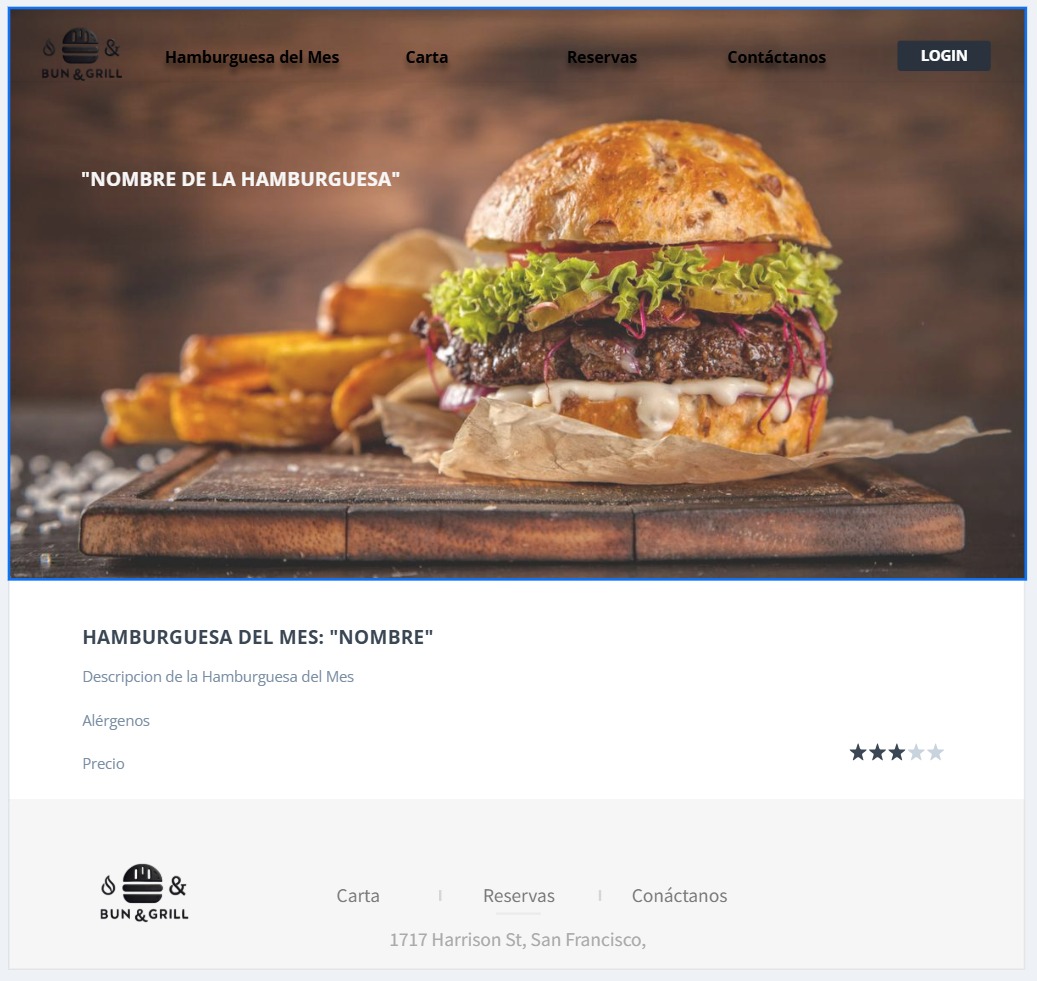 BUN & GRILL
Hamburguesa del Mes
Carta
Reservas
Contáctanos
LOGIN
"NOMBRE DE LA HAMBURGUESA"
HAMBURGUESA DEL MES: "NOMBRE"
Descripcion de la Hamburguesa del Mes
Alérgenos
Precio
&
BUN & GRILL
Carta
Reservas
Conáctanos
1717 Harrison St, San Francisco,